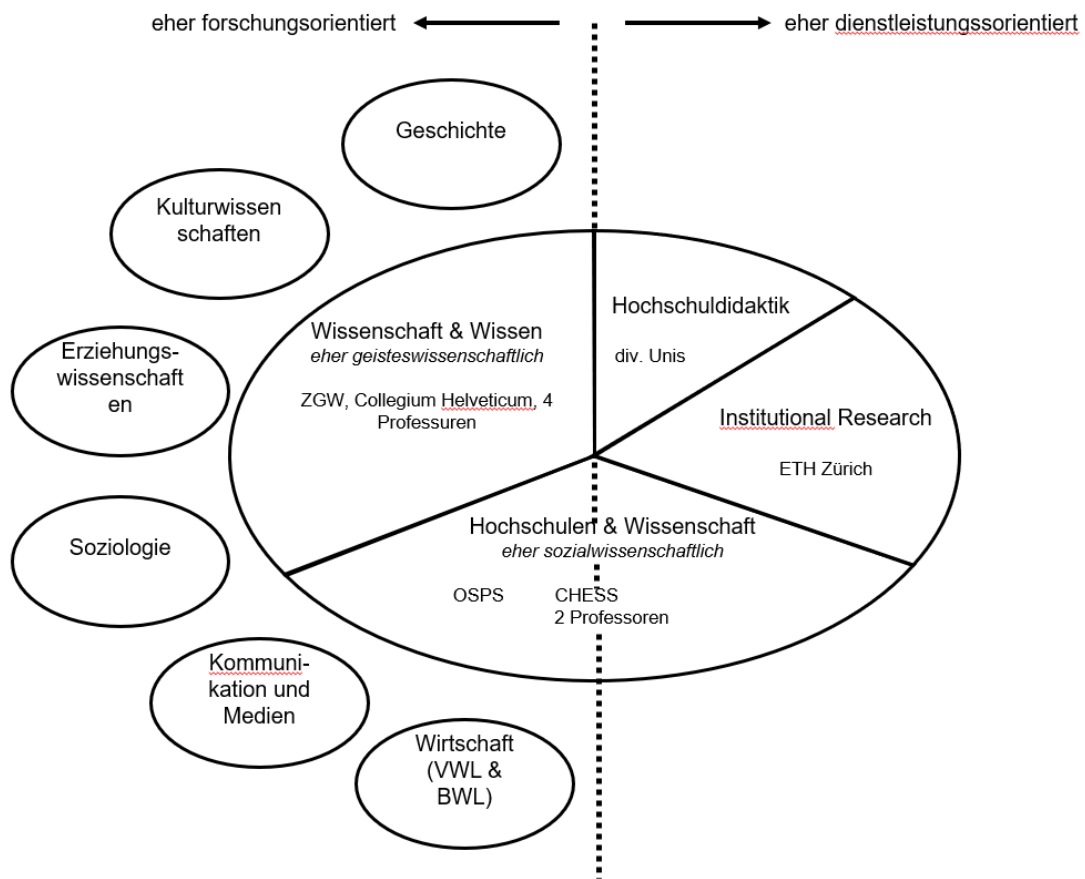 eher forschungsorientiert
eher dienstleistungssorientiert
Geschichte
Kulturwissen
schaften
Erziehungs-
wissenschaft
en
Soziologie
Kommuni-
kation und
Medien
Wirtschaft
(VWL &
BWL)
Wissenschaft & Wissen
eher geisteswissenschaftlich
ZGW, Collegium Helveticum, 4
Professuren
Hochschuldidaktik
div. Unis
Institutional Research
ETH Zürich
Hochschulen & Wissenschaft
eher sozialwissenschaftlich
OSPS
CHESS
2 Professoren